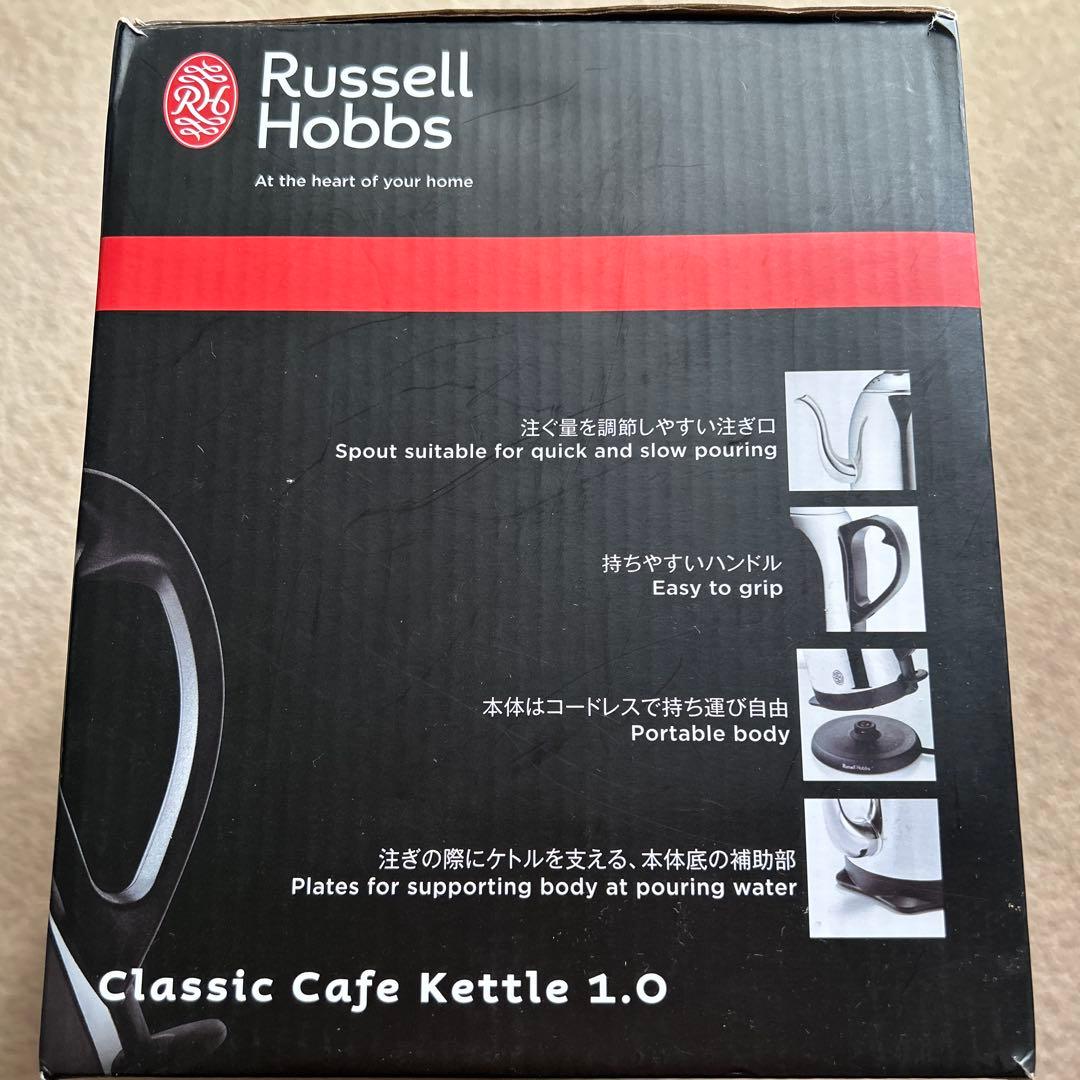 RH
Russell
Hobbs
At the heart of your home
注ぐ量を調節しやすい注ぎ口
Spout suitable for quick and slow pouring
持ちやすいハンドル
Easy to grip
本体はコードレスで持ち運び自由
Portable body
Russell Hobbs
注ぎの際にケトルを支える、本体底の補助部
Plates for supporting body at pouring water
Classic Cafe Kettle 1.0